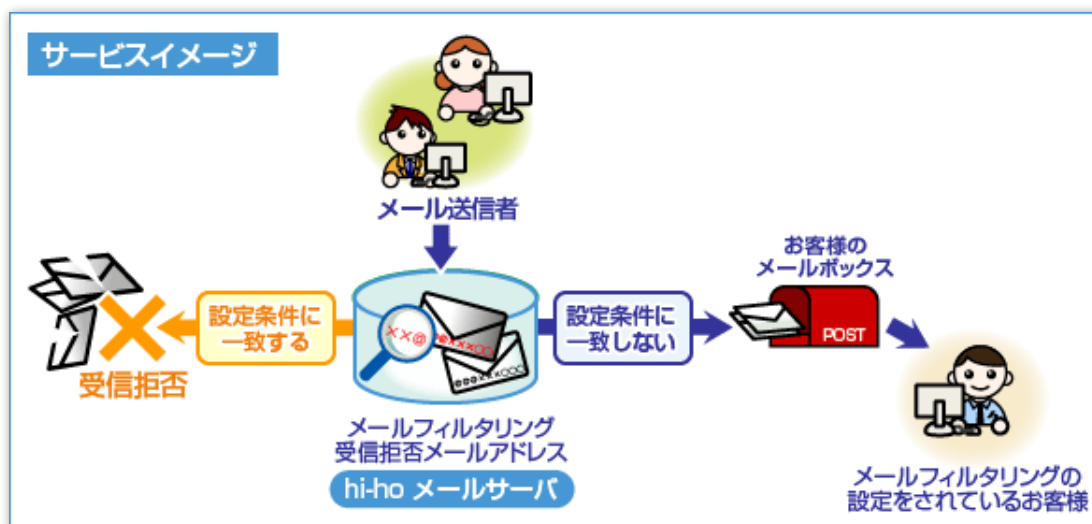 サービスイメージ
メール送信者
お客様の
メールボックス
設定条件に
一致する
××@
設定条件に
一致しない
POST
受信拒否
メールフィルタリング
受信拒否メールアドレス
hi-ho メールサーバ
メールフィルタリングの
設定をされているお客様